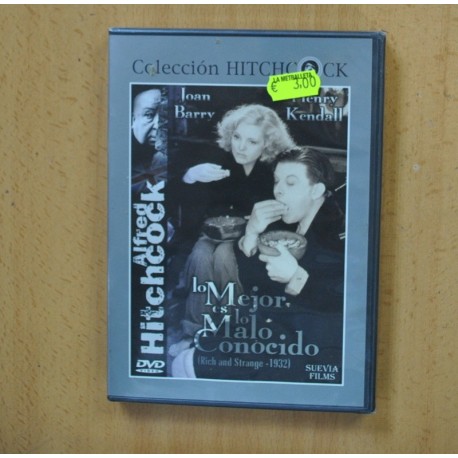 Colección HITCHCOCK
LA METRALLETA
€ 3,00
Joan
Barry
Henry
Kendall
Alfred
Hitchcock
lo Mejor
es lo
Malo
Conocido
(Rich and Strange -1932)
DVD
VIDEO
SUEVIA
FILMS